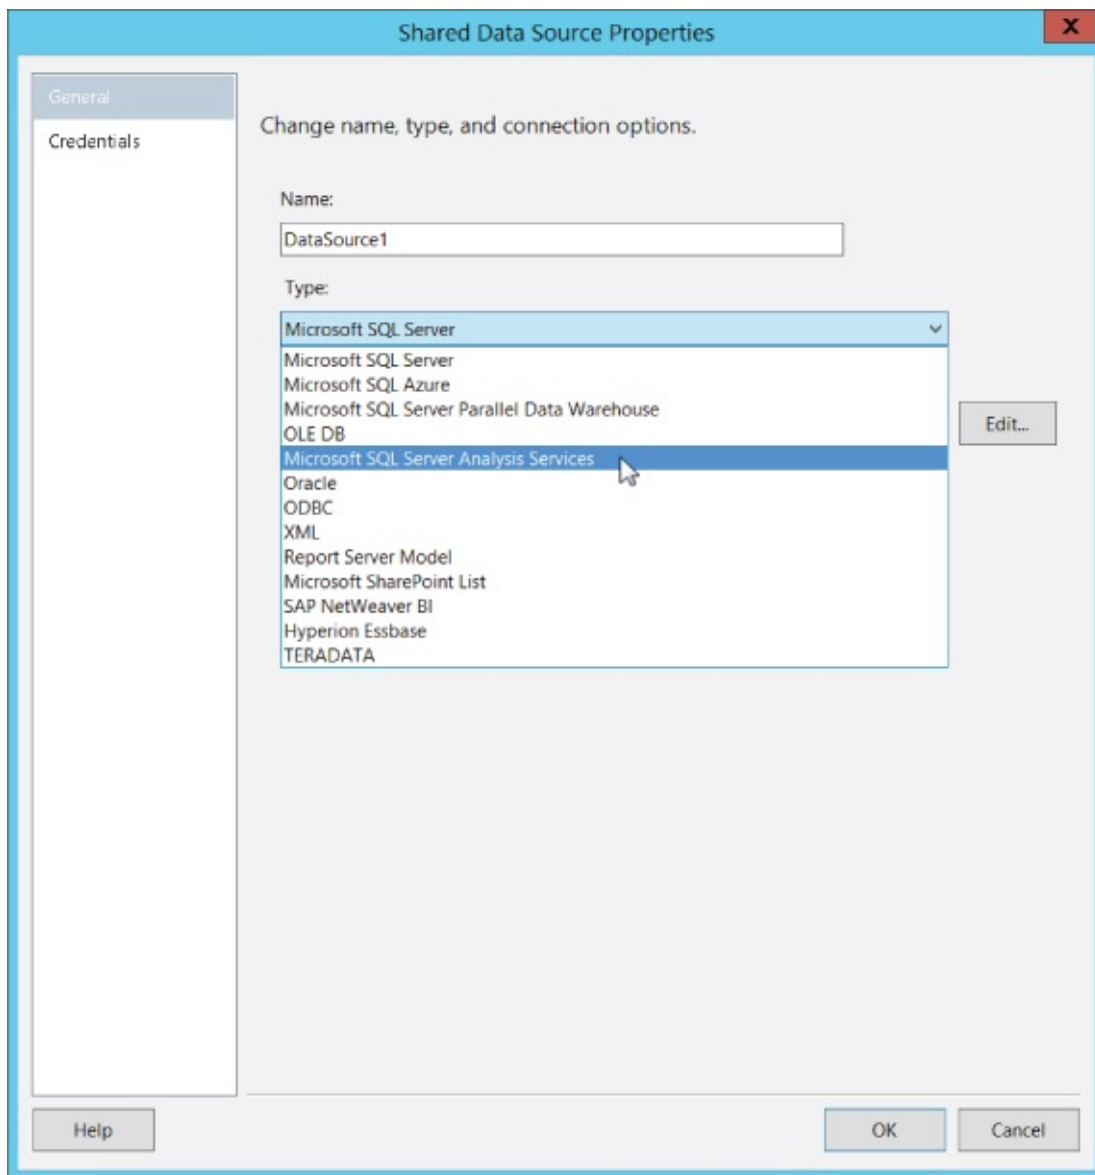 Shared Data Source Properties
X
General
Credentials
Change name, type, and connection options.
Name:
DataSource1
Type:
Microsoft SQL Server
Microsoft SQL Server
Microsoft SQL Azure
Microsoft SQL Server Parallel Data Warehouse
Edit...
OLE DB
Microsoft SQL Server Analysis Services
Oracle
ODBC
XML
Report Server Model
Microsoft SharePoint List
SAP NetWeaver BI
Hyperion Essbase
TERADATA
Help
OK
Cancel